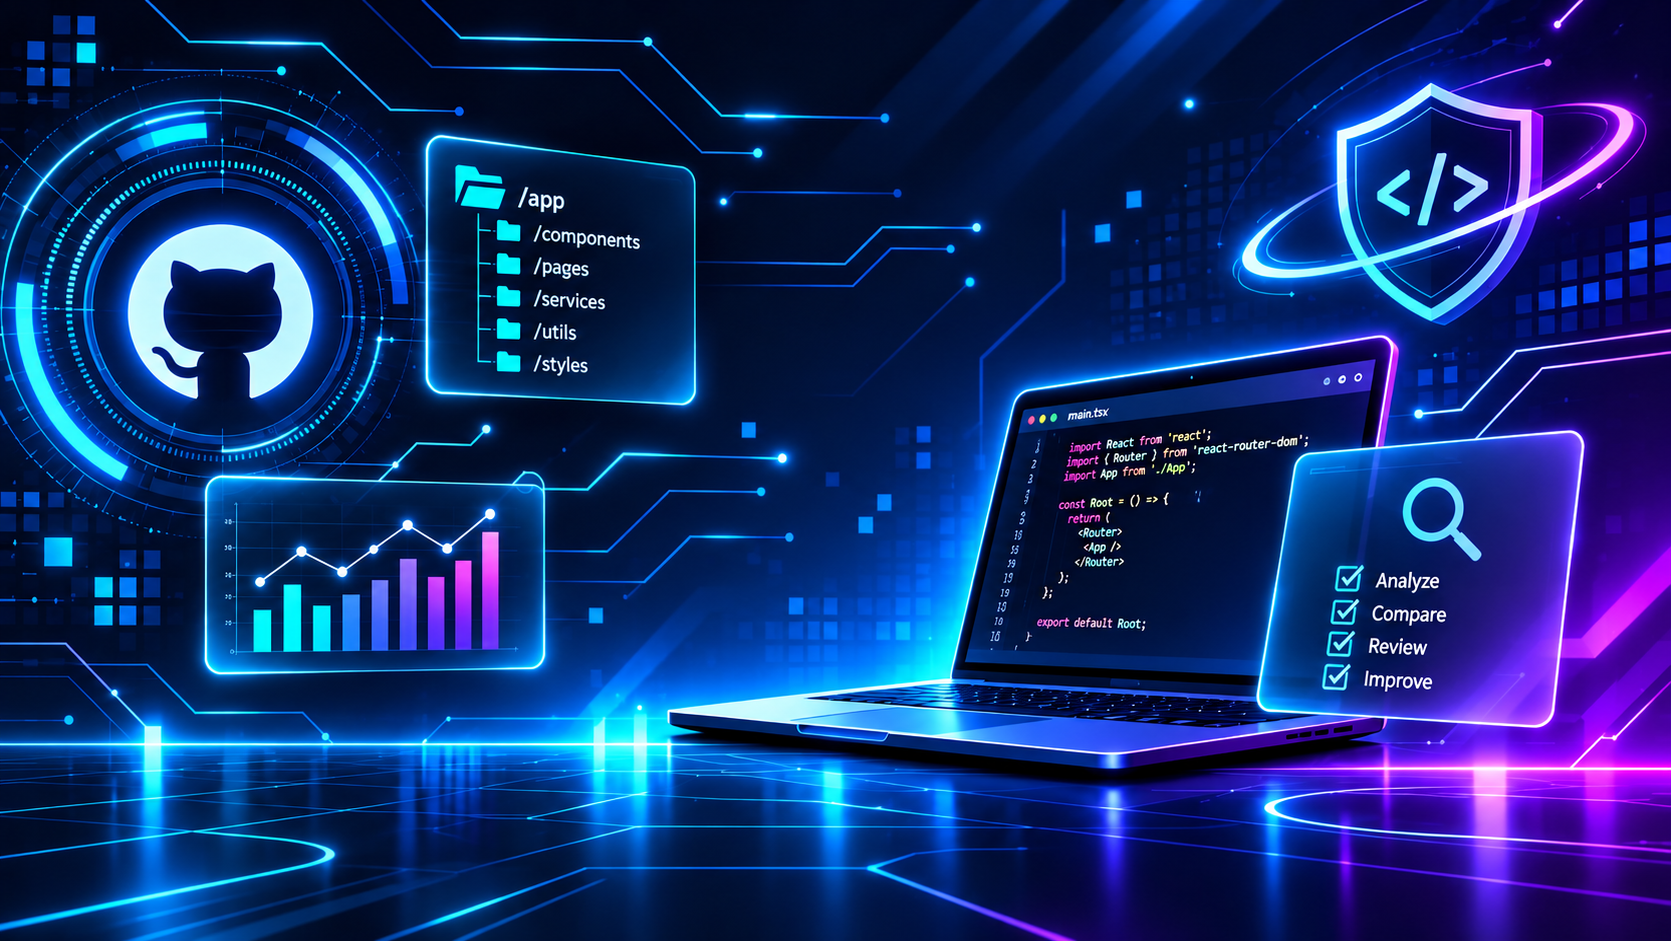 /app
/components
/pages
/services
/utils
/styles
main.tsx
import React from 'react';
import { Router } from 'react-router-dom';
import App from './App';
const Root = () => {
return (
<Router>
<App />
</Router>
);
};
export default Root;
}
</>
Analyze
Compare
Review
Improve